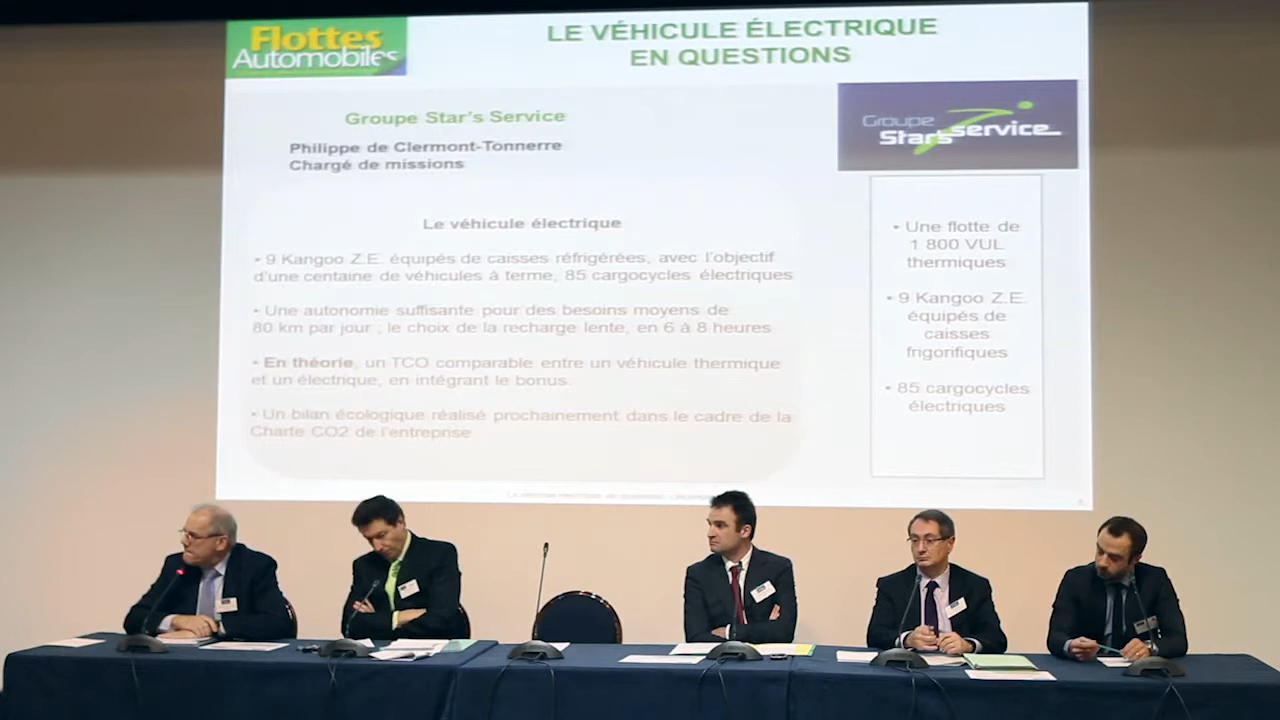 Flottes
Automobiles
LE VÉHICULE ÉLECTRIQUE
EN QUESTIONS
Groupe Star's Service
Philippe de Clermont-Tonnerre
Chargé de missions
Groupe
Star's service
Le véhicule électrique
• 9 Kangoo Z.E. équipés de caisses réfrigérées, avec l'objectif
d'une centaine de véhicules à terme, 85 cargocycles électriques
• Une autonomie suffisante pour des besoins moyens de
80 km par jour ; le choix de la recharge lente, en 6 à 8 heures
• En théorie, un TCO comparable entre un véhicule thermique
et un électrique, en intégrant le bonus.
• Un bilan écologique réalisé prochainement dans le cadre de la
Charte CO2 de l'entreprise
• Une flotte de
1 800 VUL
thermiques
• 9 Kangoo Z.E.
équipés de
caisses
frigorifiques
• 85 cargocycles
électriques